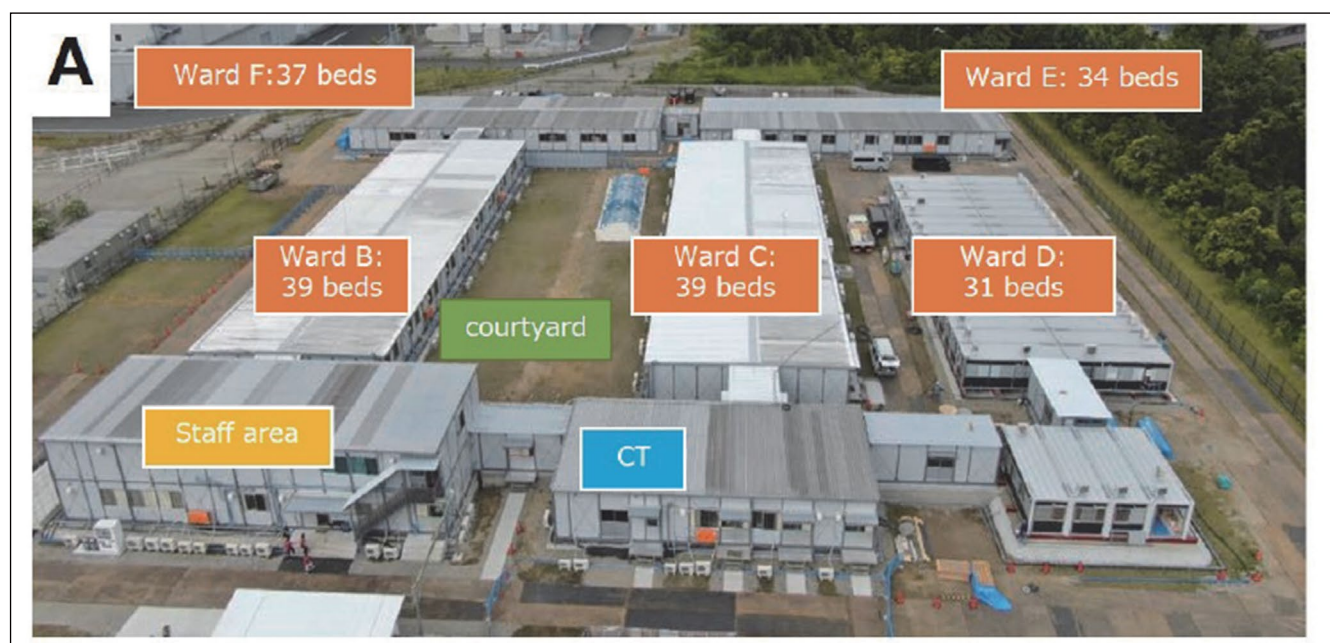 A
Ward F:37 beds
Ward E: 34 beds
Ward B:
39 beds
Ward C:
39 beds
Ward D:
31 beds
courtyard
Staff area
CT